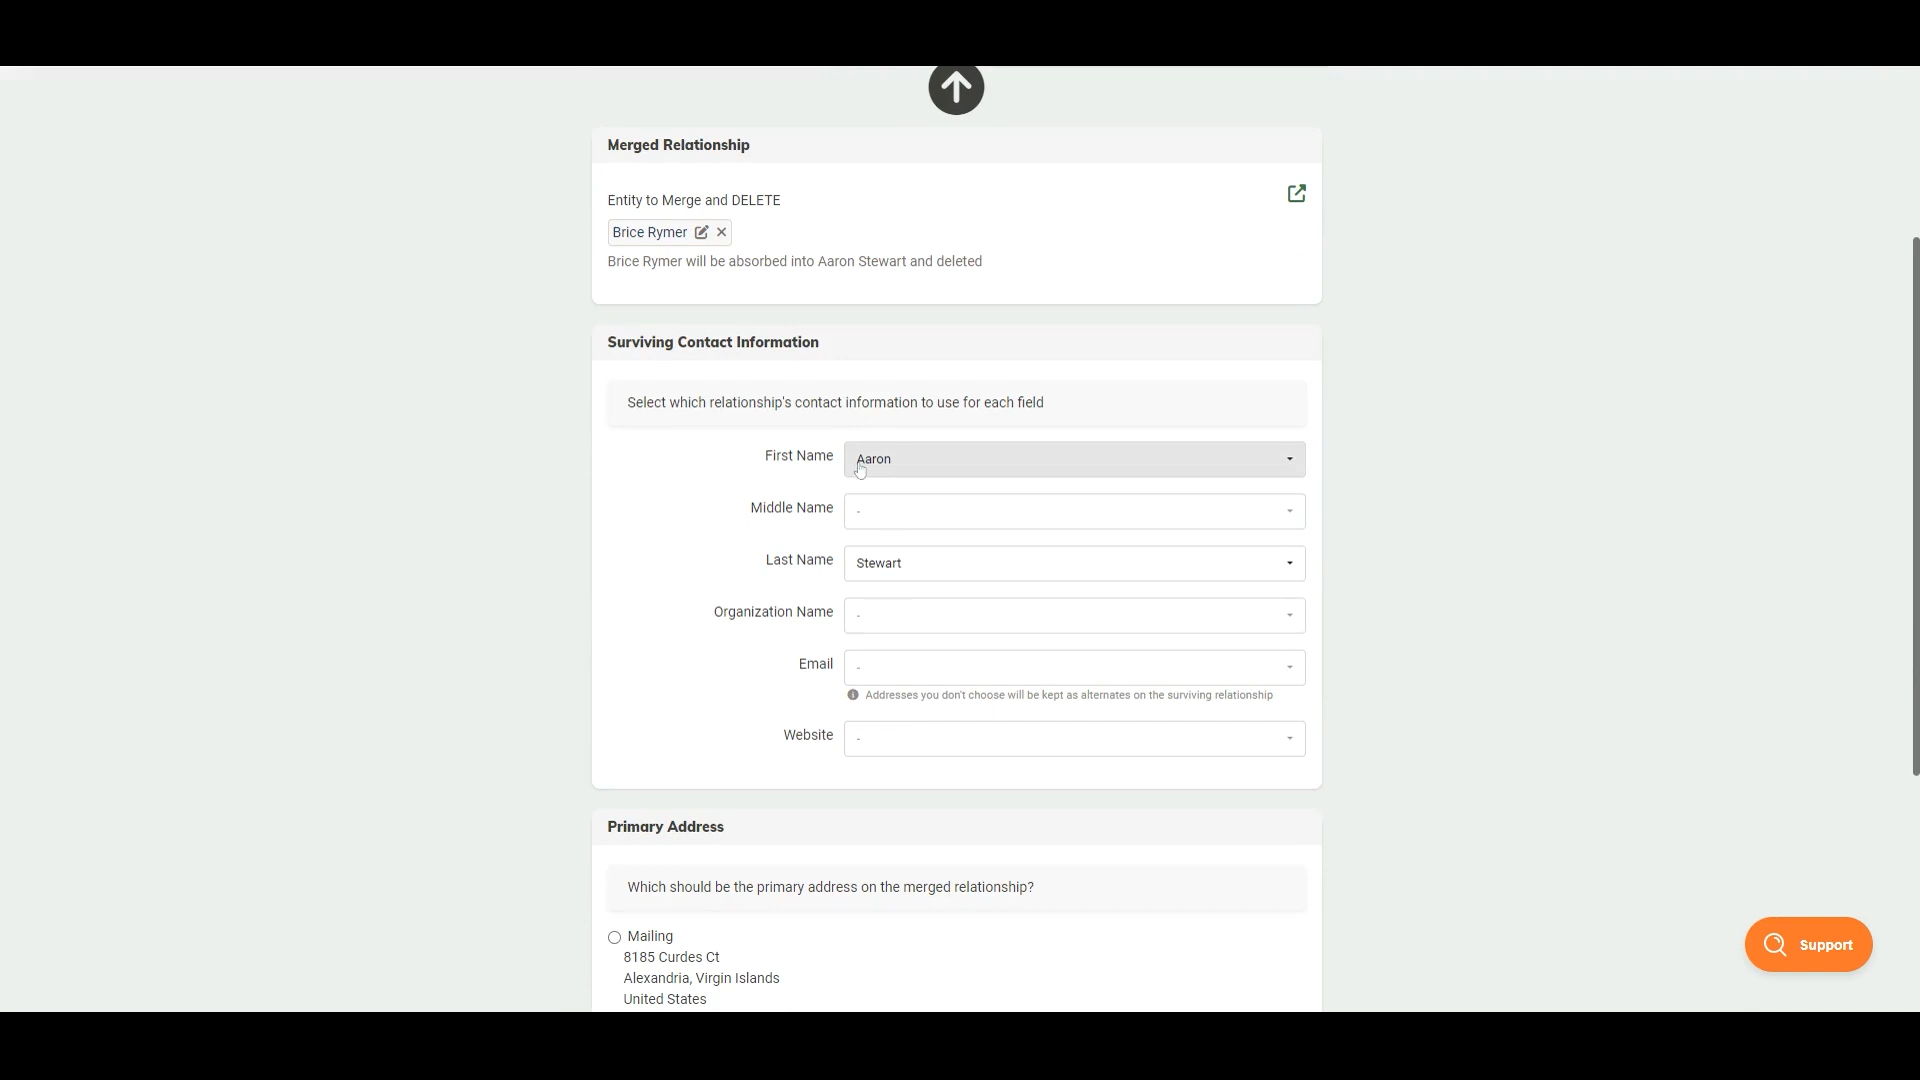 Merged Relationship
Entity to Merge and DELETE
Brice Rymer
Brice Rymer will be absorbed into Aaron Stewart and deleted
Surviving Contact Information
Select which relationship's contact information to use for each field
First Name Aaron
Middle Name -
Last Name Stewart
Organization Name -
Email -
Addresses you don't choose will be kept as alternates on the surviving relationship
Website -
Primary Address
Which should be the primary address on the merged relationship?
Mailing
8185 Curdes Ct
Alexandria, Virgin Islands
United States
Support